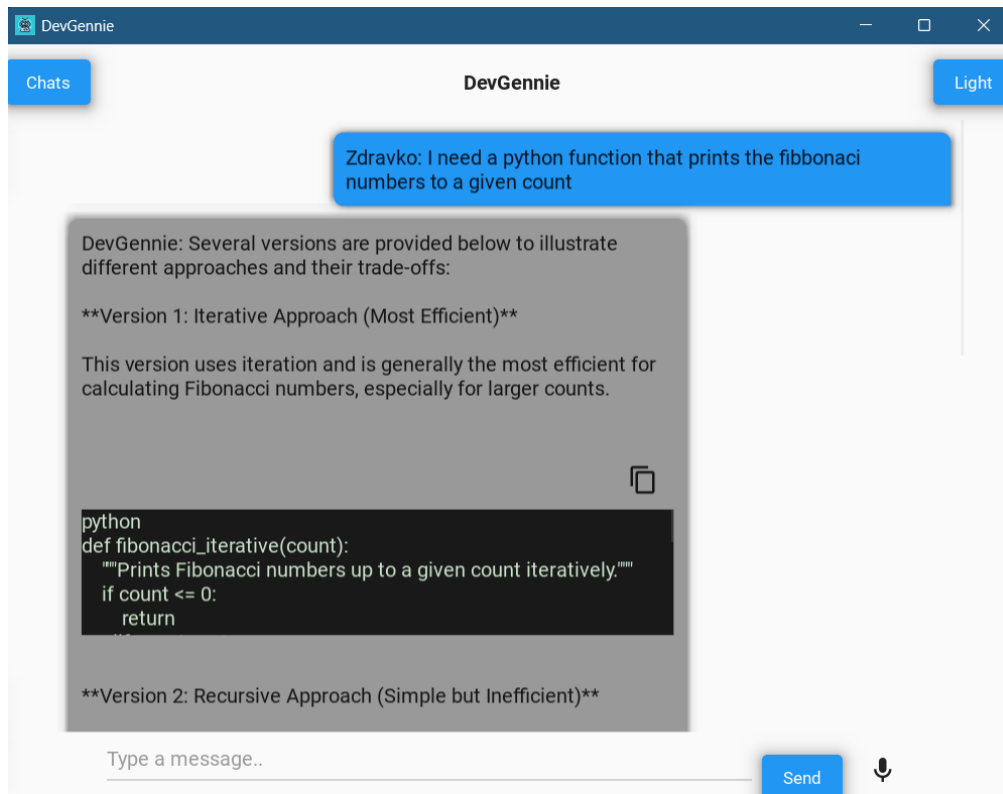 DevGennie
Chats
DevGennie
Light
Zdravko: I need a python function that prints the fibbonaci
numbers to a given count
DevGennie: Several versions are provided below to illustrate
different approaches and their trade-offs:
**Version 1: Iterative Approach (Most Efficient)**
This version uses iteration and is generally the most efficient for
calculating Fibonacci numbers, especially for larger counts.
python
def fibonacci_iterative(count):
"""Prints Fibonacci numbers up to a given count iteratively."""
if count <= 0:
return
**Version 2: Recursive Approach (Simple but Inefficient)**
Type a message..
Send